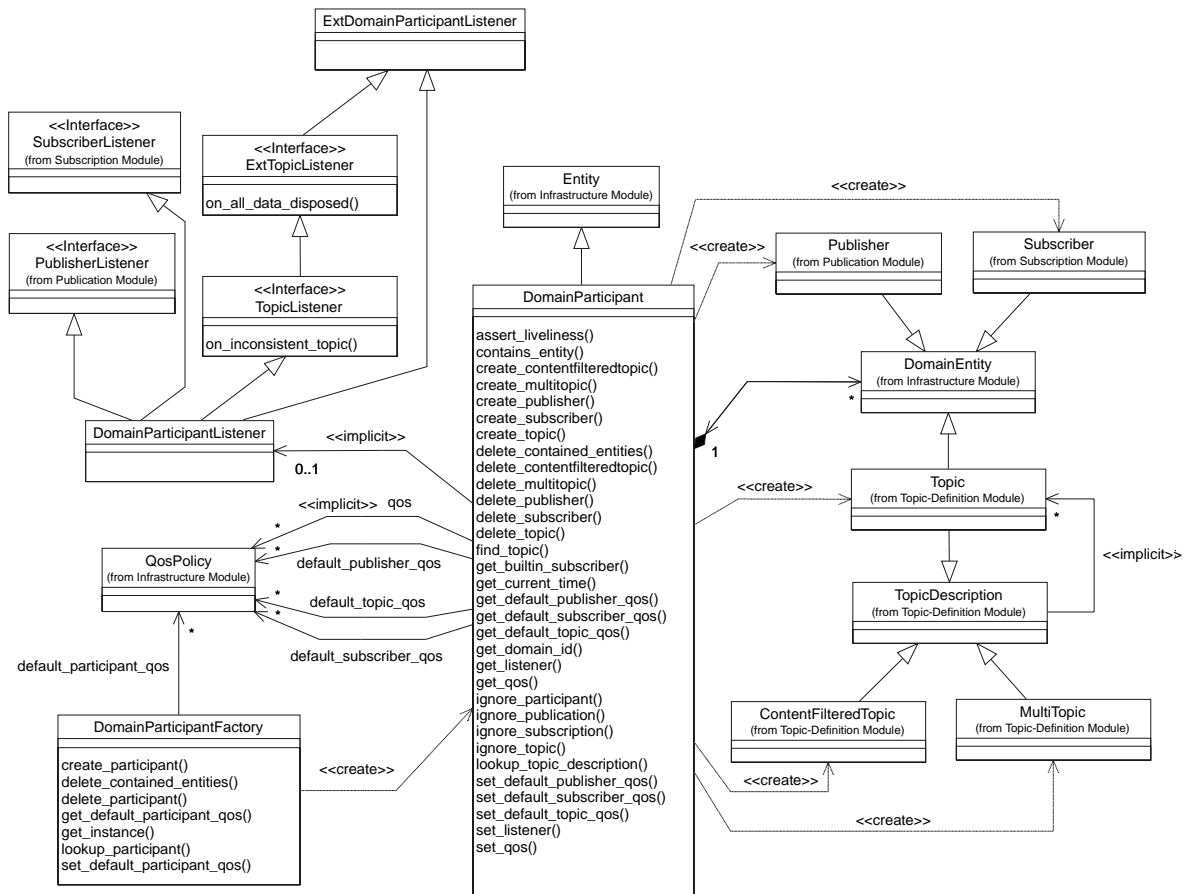 ExtDomainParticipantListener
<<Interface>>
SubscriberListener
(from Subscription Module)
<<Interface>>
ExtTopicListener
on_all_data_disposed()
<<Interface>>
PublisherListener
(from Publication Module)
<<Interface>>
TopicListener
on_inconsistent_topic()
DomainParticipantListener
<<implicit>>
0..1
<<implicit>> qos
*
*
default_publisher_qos
*
default_topic_qos
*
default_subscriber_qos
QosPolicy
(from Infrastructure Module)
*
default_participant_qos
DomainParticipantFactory
create_participant()
delete_contained_entities()
delete_participant()
get_default_participant_qos()
get_instance()
lookup_participant()
set_default_participant_qos()
<<create>>
Entity
(from Infrastructure Module)
DomainParticipant
assert_liveliness()
contains_entity()
create_contentfilteredtopic()
create_multitopic()
create_publisher()
create_subscriber()
create_topic()
delete_contained_entities()
delete_contentfilteredtopic()
delete_multitopic()
delete_publisher()
delete_subscriber()
delete_topic()
find_topic()
get_builtin_subscriber()
get_current_time()
get_default_publisher_qos()
get_default_subscriber_qos()
get_default_topic_qos()
get_domain_id()
get_listener()
get_qos()
ignore_participant()
ignore_publication()
ignore_subscription()
ignore_topic()
lookup_topic_description()
set_default_publisher_qos()
set_default_subscriber_qos()
set_default_topic_qos()
set_listener()
set_qos()
<<create>>
<<create>>
Publisher
(from Publication Module)
Subscriber
(from Subscription Module)
DomainEntity
(from Infrastructure Module)
*
1
<<create>>
Topic
(from Topic-Definition Module)
*
<<implicit>>
TopicDescription
(from Topic-Definition Module)
ContentFilteredTopic
(from Topic-Definition Module)
MultiTopic
(from Topic-Definition Module)
<<create>>
<<create>>